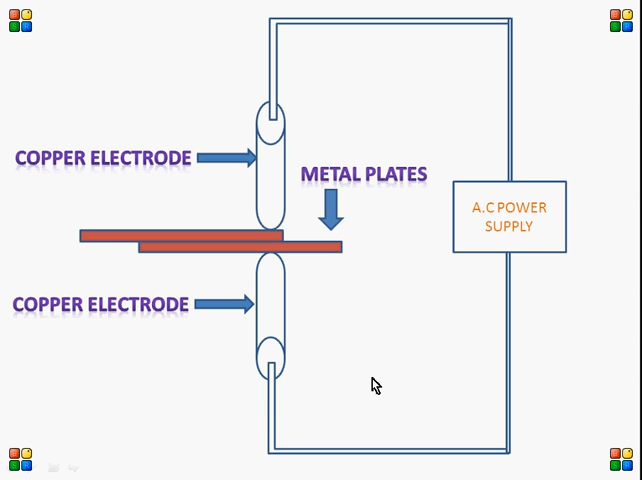 COPPER ELECTRODE
METAL PLATES
A.C POWER
SUPPLY
COPPER ELECTRODE